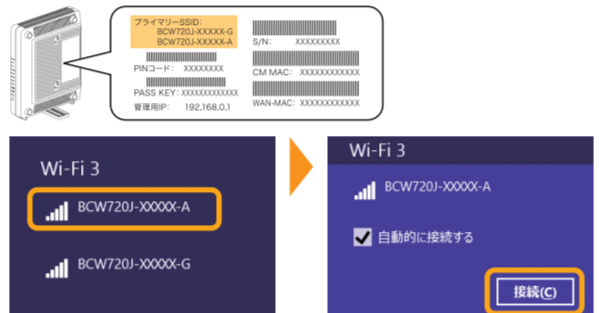 プライマリーSSID:
BCW720J-XXXXX-G
BCW720J-XXXXX-A
PINコード: XXXXXXXX
PASS KEY: XXXXXXXXXXXXX
管理用IP: 192.168.0.1
S/N: XXXXXXXXX
CM MAC: XXXXXXXXXXXX
WAN-MAC: XXXXXXXXXXXX
Wi-Fi 3
BCW720J-XXXXX-A
BCW720J-XXXXX-G
Wi-Fi 3
BCW720J-XXXXX-A
自動的に接続する
接続(C)